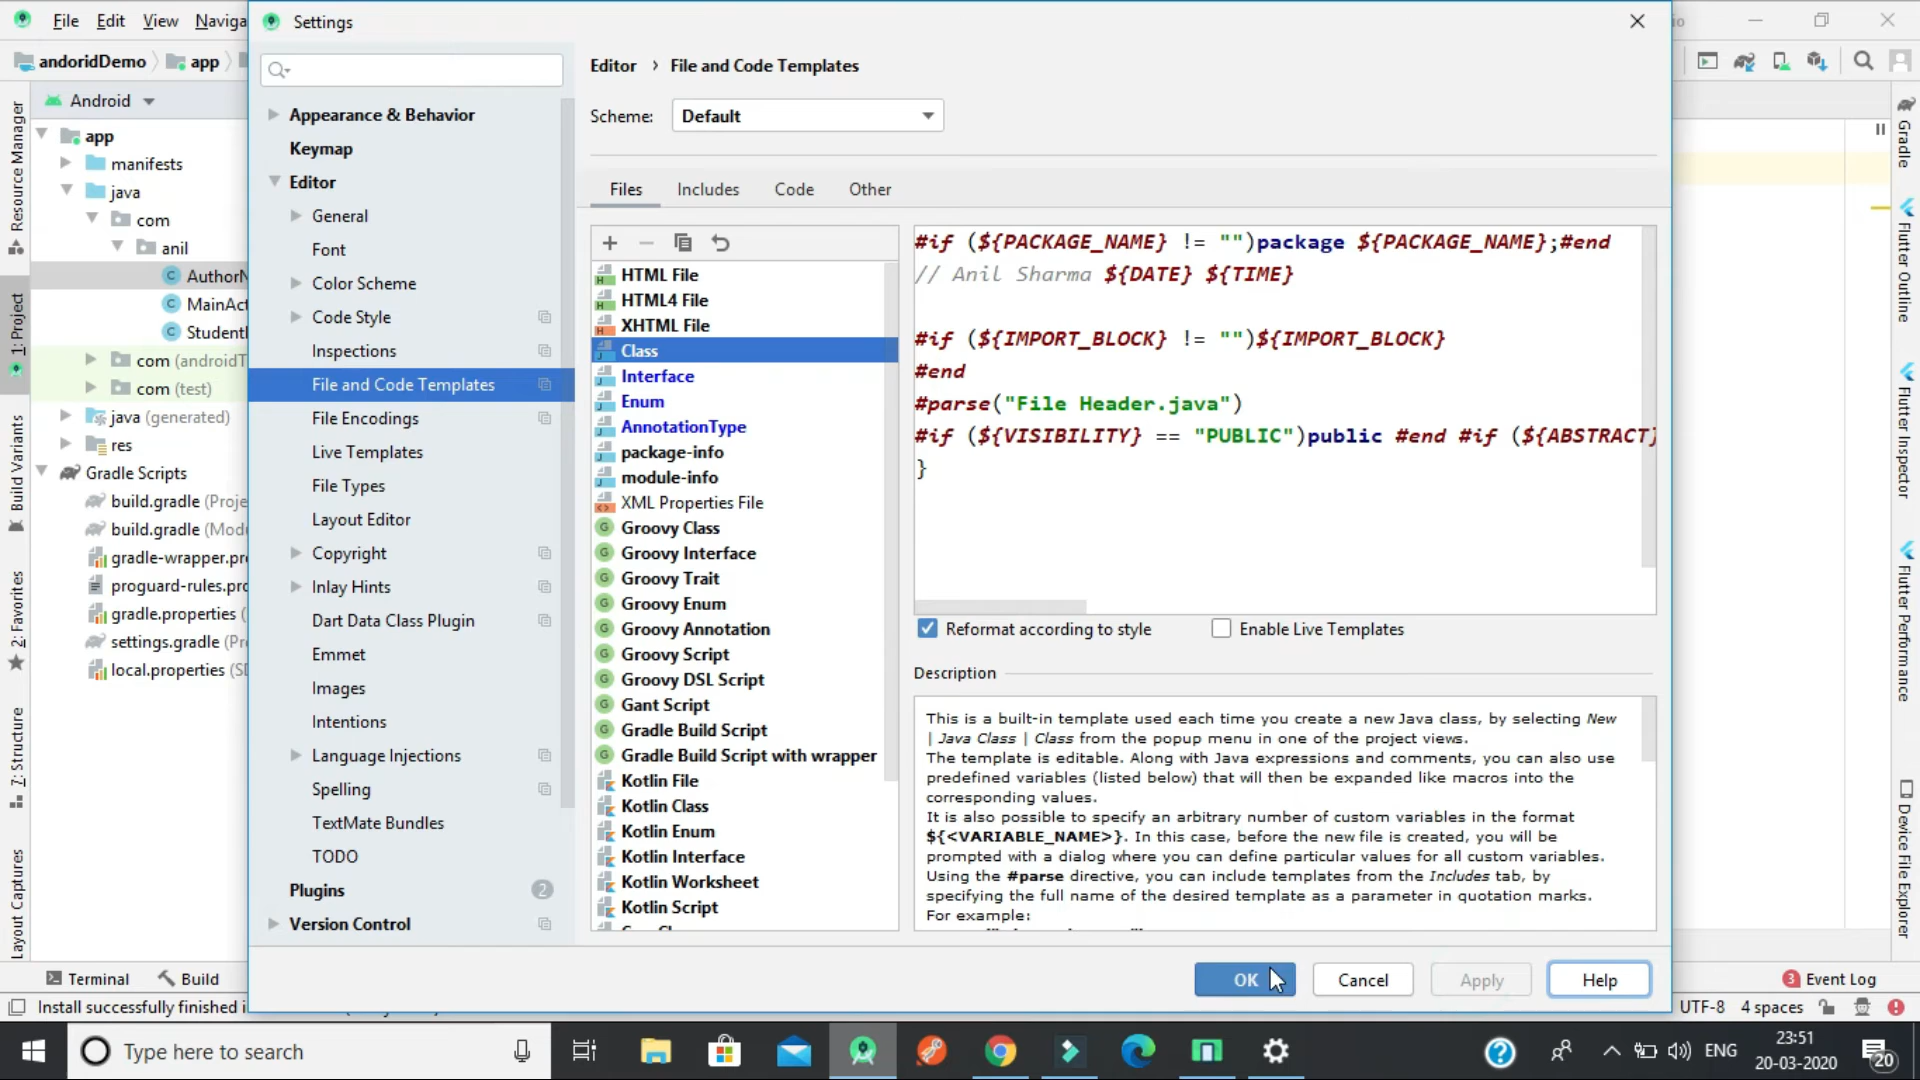 File Edit View Naviga
Settings
io
andoridDemo app
Android
Resource Manager
1: Project
Build Variants
2: Favorites
7: Structure
Layout Captures
app
manifests
java
com
anil
AuthorN
MainAct
StudentI
com (androidT
com (test)
java (generated)
res
Gradle Scripts
build.gradle (Proje
build.gradle (Modu
gradle-wrapper.pro
proguard-rules.pro
gradle.properties (
settings.gradle (Pr
local.properties (SD
Appearance & Behavior
Keymap
Editor
General
Font
Color Scheme
Code Style
Inspections
File and Code Templates
File Encodings
Live Templates
File Types
Layout Editor
Copyright
Inlay Hints
Dart Data Class Plugin
Emmet
Images
Intentions
Language Injections
Spelling
TextMate Bundles
TODO
Plugins 2
Version Control
Editor › File and Code Templates
Scheme: Default
Files Includes Code Other
HTML File
HTML4 File
XHTML File
Class
Interface
Enum
AnnotationType
package-info
module-info
XML Properties File
Groovy Class
Groovy Interface
Groovy Trait
Groovy Enum
Groovy Annotation
Groovy Script
Groovy DSL Script
Gant Script
Gradle Build Script
Gradle Build Script with wrapper
Kotlin File
Kotlin Class
Kotlin Enum
Kotlin Interface
Kotlin Worksheet
Kotlin Script
#if (${PACKAGE_NAME} != "")package ${PACKAGE_NAME};#end
// Anil Sharma ${DATE} ${TIME}
#if (${IMPORT_BLOCK} != "")${IMPORT_BLOCK}
#end
#parse("File Header.java")
#if (${VISIBILITY} == "PUBLIC")public #end #if (${ABSTRACT}
}
Reformat according to style Enable Live Templates
Description
This is a built-in template used each time you create a new Java class, by selecting New
| Java Class | Class from the popup menu in one of the project views.
The template is editable. Along with Java expressions and comments, you can also use
predefined variables (listed below) that will then be expanded like macros into the
corresponding values.
It is also possible to specify an arbitrary number of custom variables in the format
${<VARIABLE_NAME>}. In this case, before the new file is created, you will be
prompted with a dialog where you can define particular values for all custom variables.
Using the #parse directive, you can include templates from the Includes tab, by
specifying the full name of the desired template as a parameter in quotation marks.
For example:
OK Cancel Apply Help
Gradle
Flutter Outline
Flutter Inspector
Flutter Performance
Device File Explorer
Terminal Build
3 Event Log
Install successfully finished i
UTF-8 4 spaces
Type here to search
ENG
23:51
20-03-2020
20